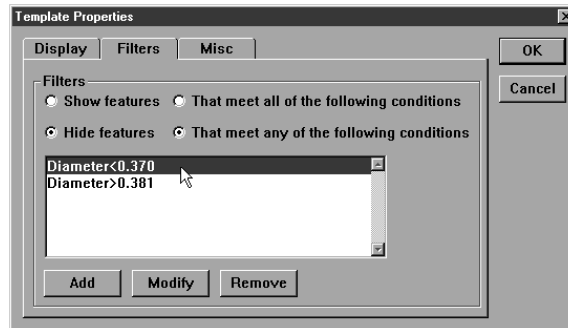 Template Properties
Display Filters Misc
OK
Cancel
Filters
Show features That meet all of the following conditions
Hide features That meet any of the following conditions
Diameter<0.370
Diameter>0.381
Add Modify Remove